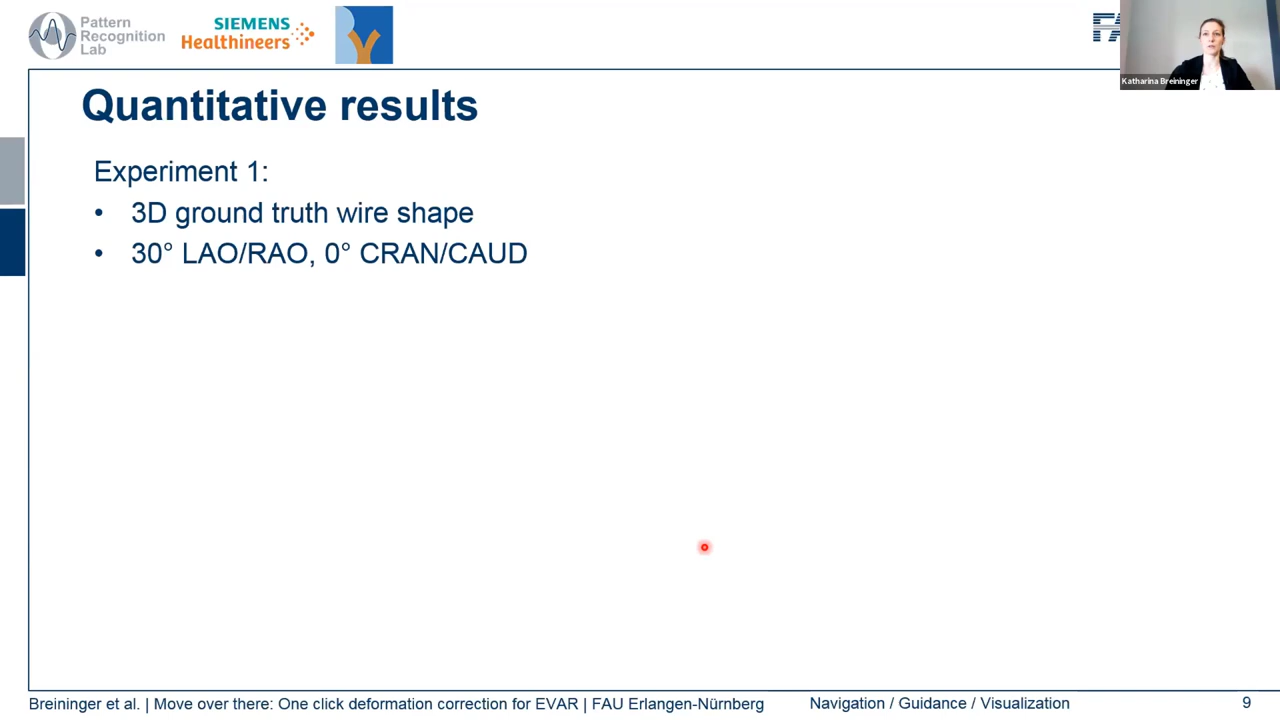 Pattern
Recognition
Lab
SIEMENS
Healthineers
Katharina Breininger
Quantitative results
Experiment 1:
• 3D ground truth wire shape
• 30° LAO/RAO, 0° CRAN/CAUD
Breininger et al. | Move over there: One click deformation correction for EVAR | FAU Erlangen-Nürnberg
Navigation / Guidance / Visualization
9